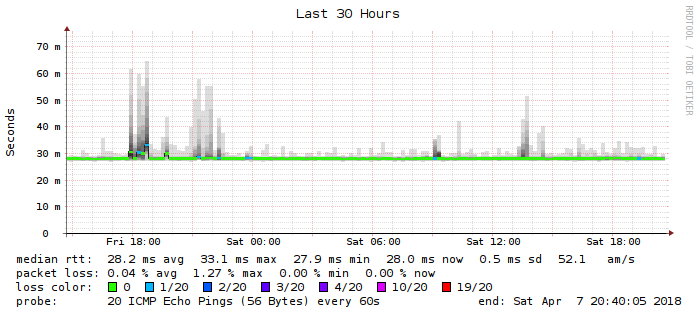 Last 30 Hours
RRDTOOL / TOBI OETIKER
Seconds
70 m
60 m
50 m
40 m
30 m
20 m
10 m
0
Fri 18:00 Sat 00:00 Sat 06:00 Sat 12:00 Sat 18:00
median rtt: 28.2 ms avg 33.1 ms max 27.9 ms min 28.0 ms now 0.5 ms sd 52.1 am/s
packet loss: 0.04 % avg 1.27 % max 0.00 % min 0.00 % now
loss color: 0 1/20 2/20 3/20 4/20 10/20 19/20
probe: 20 ICMP Echo Pings (56 Bytes) every 60s end: Sat Apr 7 20:40:05 2018